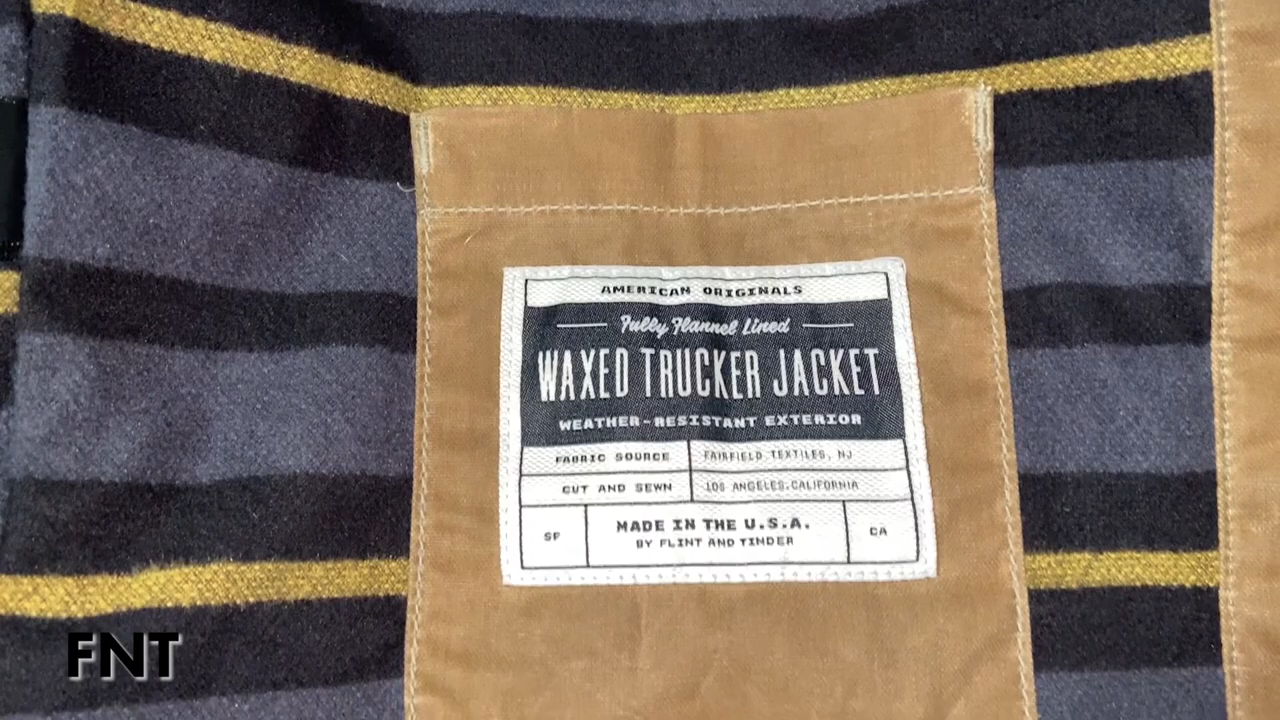 AMERICAN ORIGINALS
Fully Flannel Lined
WAXED TRUCKER JACKET
WEATHER-RESISTANT EXTERIOR
FABRIC SOURCE FAIRFIELD TEXTILES, NJ
CUT AND SEWN LOS ANGELES, CALIFORNIA
SF MADE IN THE U.S.A. CA
BY FLINT AND TINDER
FNT